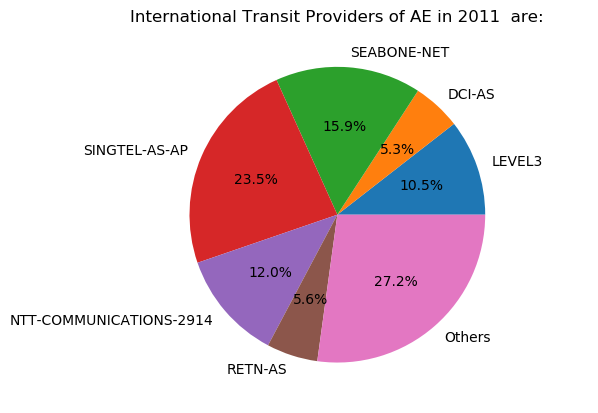 International Transit Providers of AE in 2011  are:
SEABONE-NET
DCI-AS
15.9%
5.3%
SINGTEL-AS-AP
LEVEL3
23.5%
10.5%
12.0%
27.2%
5.6%
NTT-COMMUNICATIONS-2914
Others
RETN-AS